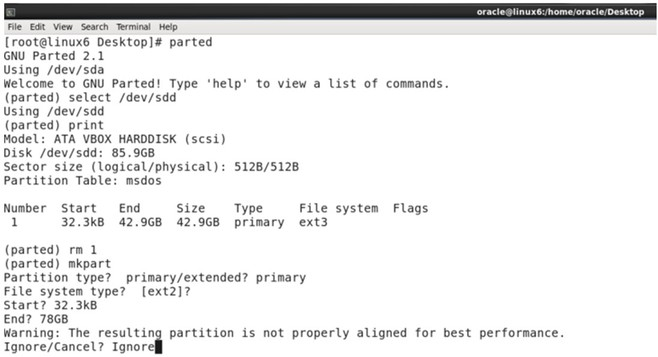 oracle@linux6:/home/oracle/Desktop
File Edit View Search Terminal Help
[root@linux6 Desktop]# parted
GNU Parted 2.1
Using /dev/sda
Welcome to GNU Parted! Type 'help' to view a list of commands.
(parted) select /dev/sdd
Using /dev/sdd
(parted) print
Model: ATA VBOX HARDDISK (scsi)
Disk /dev/sdd: 85.9GB
Sector size (logical/physical): 512B/512B
Partition Table: msdos
Number  Start   End     Size    Type     File system  Flags
 1      32.3kB  42.9GB  42.9GB  primary  ext3
(parted) rm 1
(parted) mkpart
Partition type?  primary/extended? primary
File system type?  [ext2]?
Start? 32.3kB
End? 78GB
Warning: The resulting partition is not properly aligned for best performance.
Ignore/Cancel? Ignore